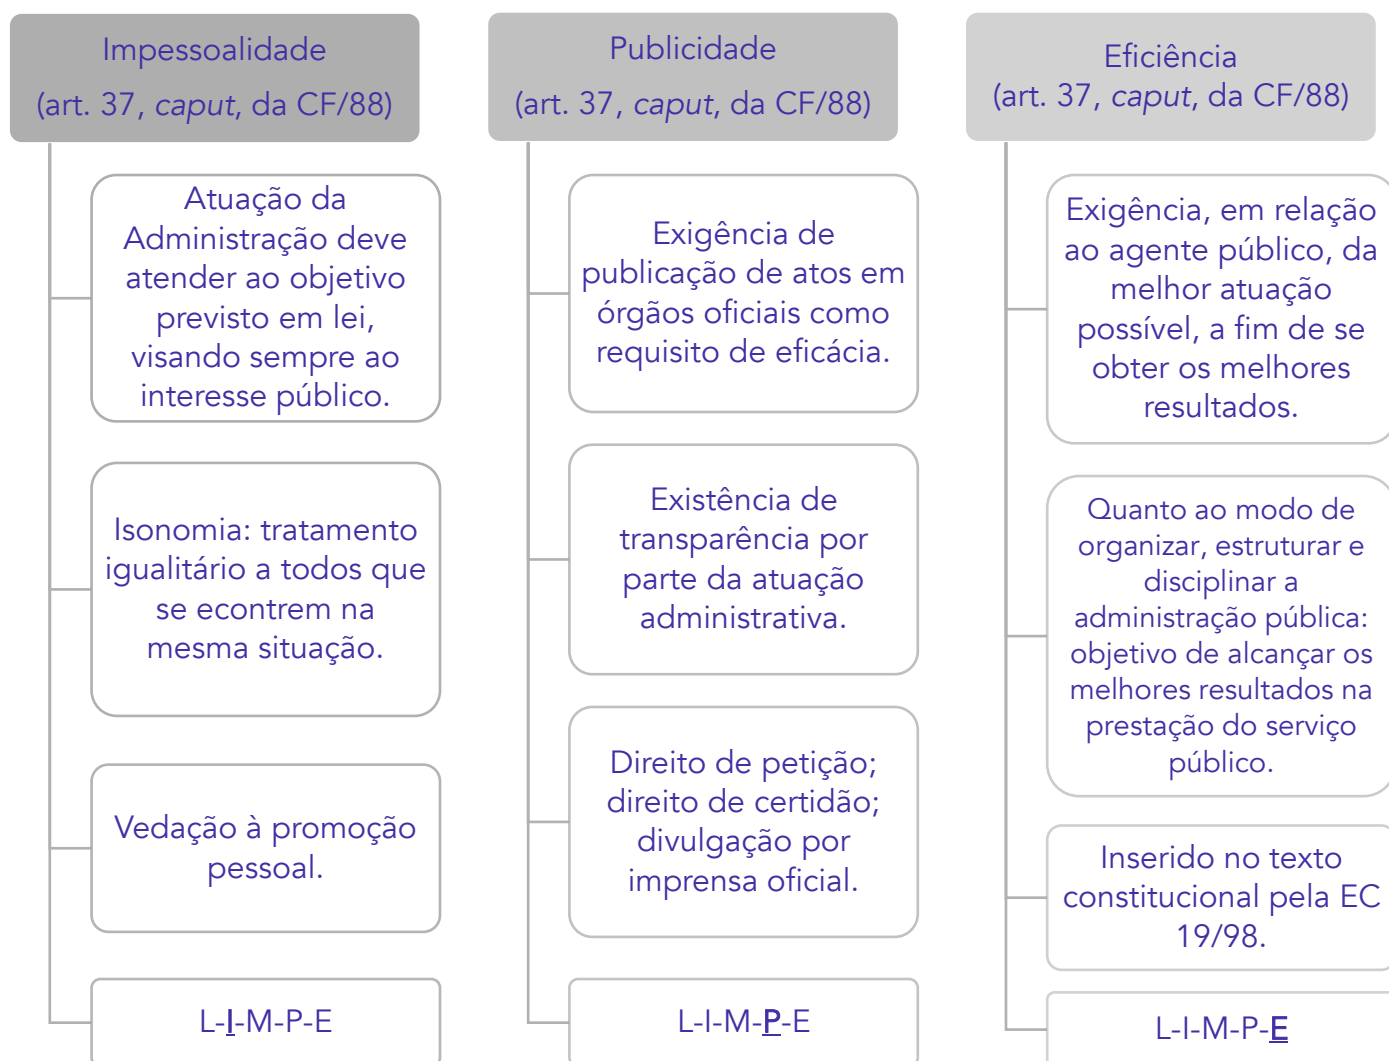 Impessoalidade
(art. 37, caput, da CF/88)
Atuação da
Administração deve
atender ao objetivo
previsto em lei,
visando sempre ao
interesse público.
Isonomia: tratamento
igualitário a todos que
se econtrem na
mesma situação.
Vedação à promoção
pessoal.
L-I-M-P-E
Publicidade
(art. 37, caput, da CF/88)
Exigência de
publicação de atos em
órgãos oficiais como
requisito de eficácia.
Existência de
transparência por
parte da atuação
administrativa.
Direito de petição;
direito de certidão;
divulgação por
imprensa oficial.
L-I-M-P-E
Eficiência
(art. 37, caput, da CF/88)
Exigência, em relação
ao agente público, da
melhor atuação
possível, a fim de se
obter os melhores
resultados.
Quanto ao modo de
organizar, estruturar e
disciplinar a
administração pública:
objetivo de alcançar os
melhores resultados na
prestação do serviço
público.
Inserido no texto
constitucional pela EC
19/98.
L-I-M-P-E